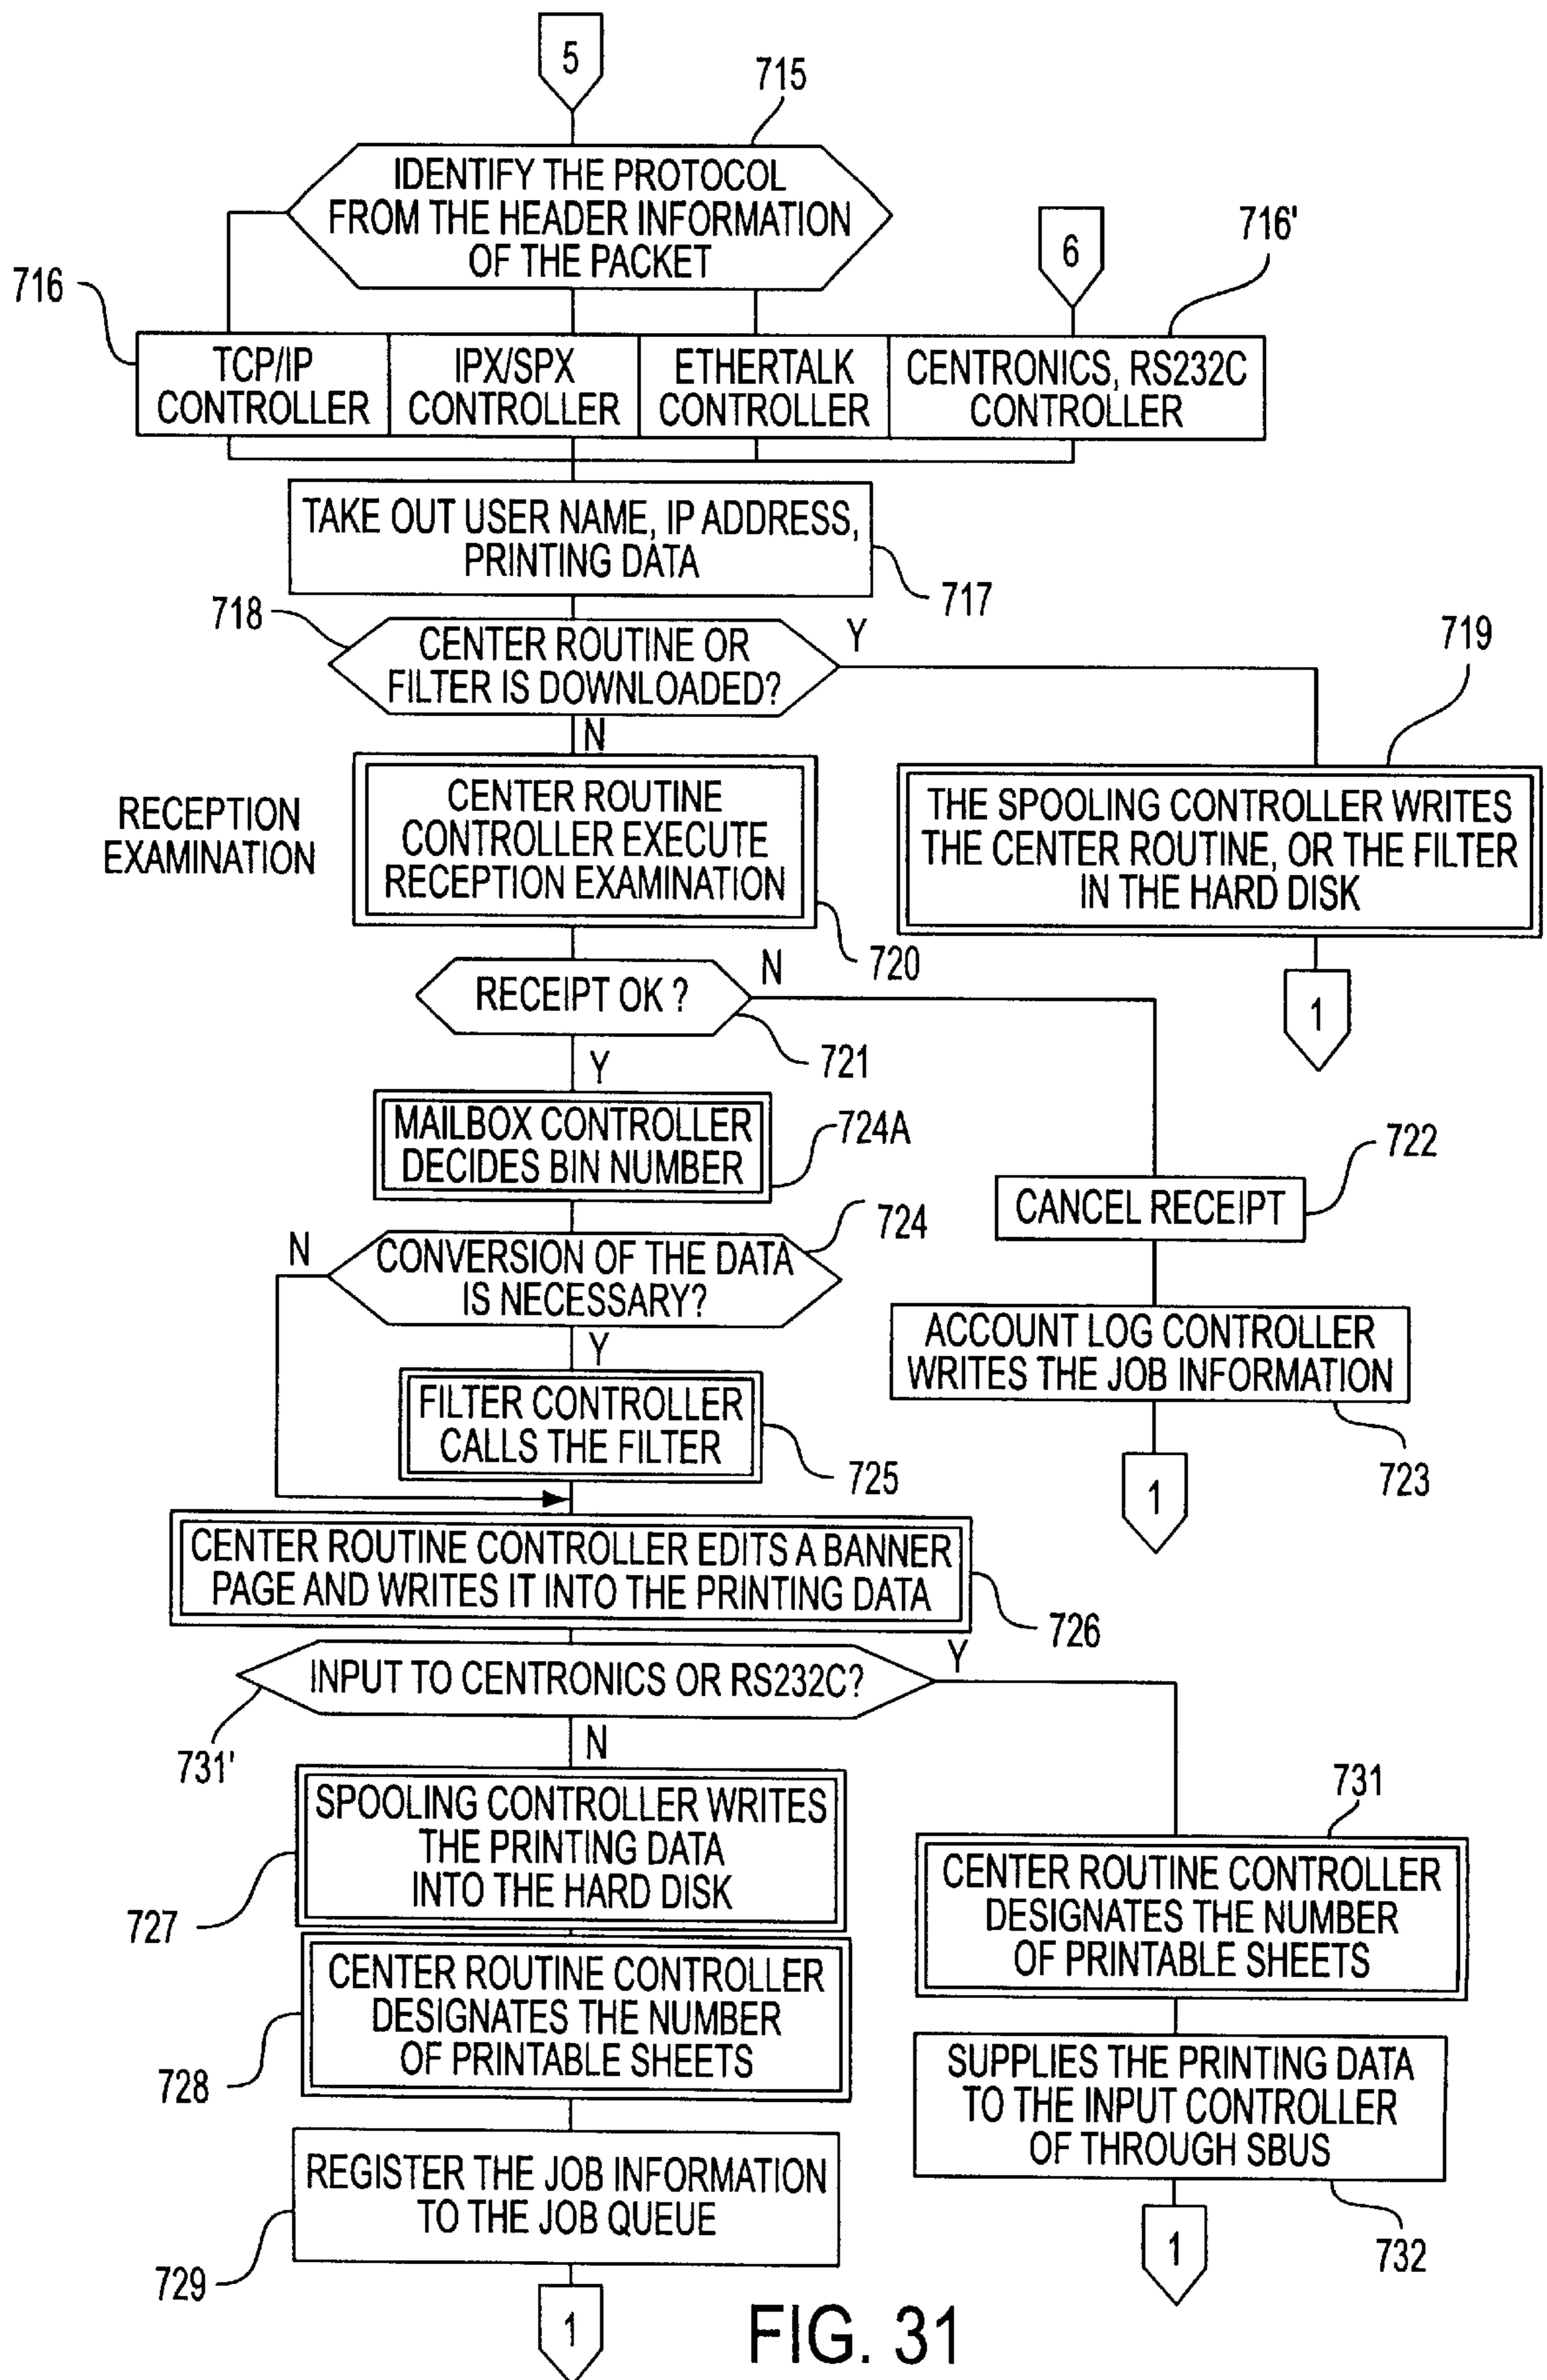 5
715
IDENTIFY THE PROTOCOL
FROM THE HEADER INFORMATION
OF THE PACKET
6
716'
716
TCP/IP
CONTROLLER
IPX/SPX
CONTROLLER
ETHERTALK
CONTROLLER
CENTRONICS, RS232C
CONTROLLER
TAKE OUT USER NAME, IP ADDRESS,
PRINTING DATA
717
718
CENTER ROUTINE OR
FILTER IS DOWNLOADED?
Y
719
N
RECEPTION
EXAMINATION
CENTER ROUTINE
CONTROLLER EXECUTE
RECEPTION EXAMINATION
THE SPOOLING CONTROLLER WRITES
THE CENTER ROUTINE, OR THE FILTER
IN THE HARD DISK
720
RECEIPT OK ?
N
1
721
Y
MAILBOX CONTROLLER
DECIDES BIN NUMBER
724A
722
CANCEL RECEIPT
724
N
CONVERSION OF THE DATA
IS NECESSARY?
Y
ACCOUNT LOG CONTROLLER
WRITES THE JOB INFORMATION
FILTER CONTROLLER
CALLS THE FILTER
725
723
1
CENTER ROUTINE CONTROLLER EDITS A BANNER
PAGE AND WRITES IT INTO THE PRINTING DATA
726
INPUT TO CENTRONICS OR RS232C?
Y
731'
N
SPOOLING CONTROLLER WRITES
THE PRINTING DATA
INTO THE HARD DISK
727
731
CENTER ROUTINE CONTROLLER
DESIGNATES THE NUMBER
OF PRINTABLE SHEETS
CENTER ROUTINE CONTROLLER
DESIGNATES THE NUMBER
OF PRINTABLE SHEETS
728
SUPPLIES THE PRINTING DATA
TO THE INPUT CONTROLLER
OF THROUGH SBUS
REGISTER THE JOB INFORMATION
TO THE JOB QUEUE
729
732
1
1
FIG. 31